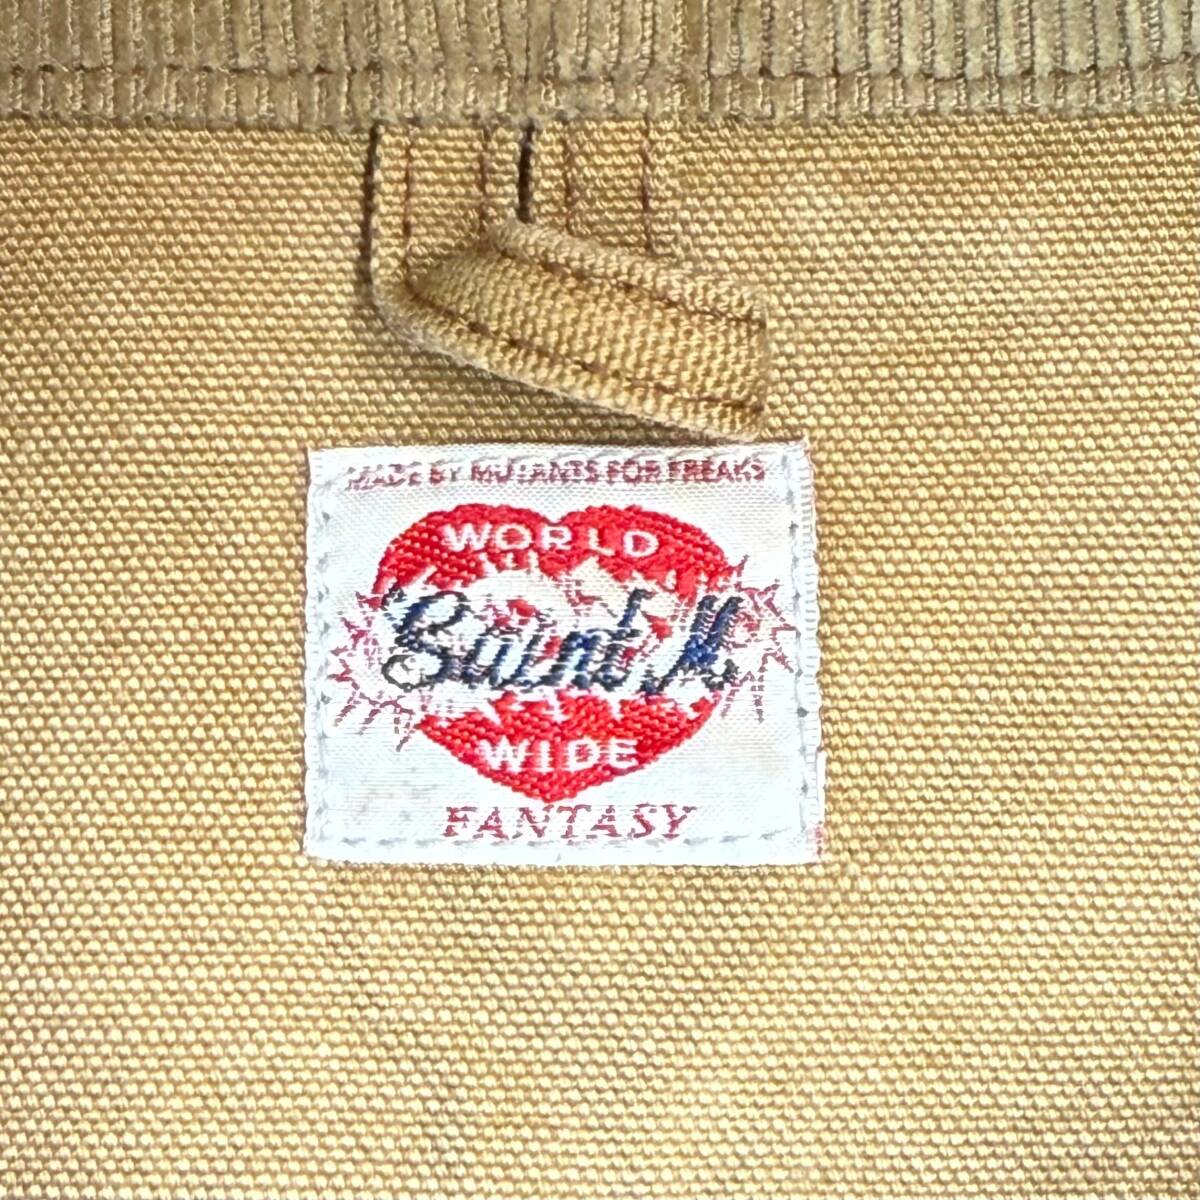 MADE BY MUTANTS FOR FREAKS
WORLD
Saint M
WIDE
FANTASY